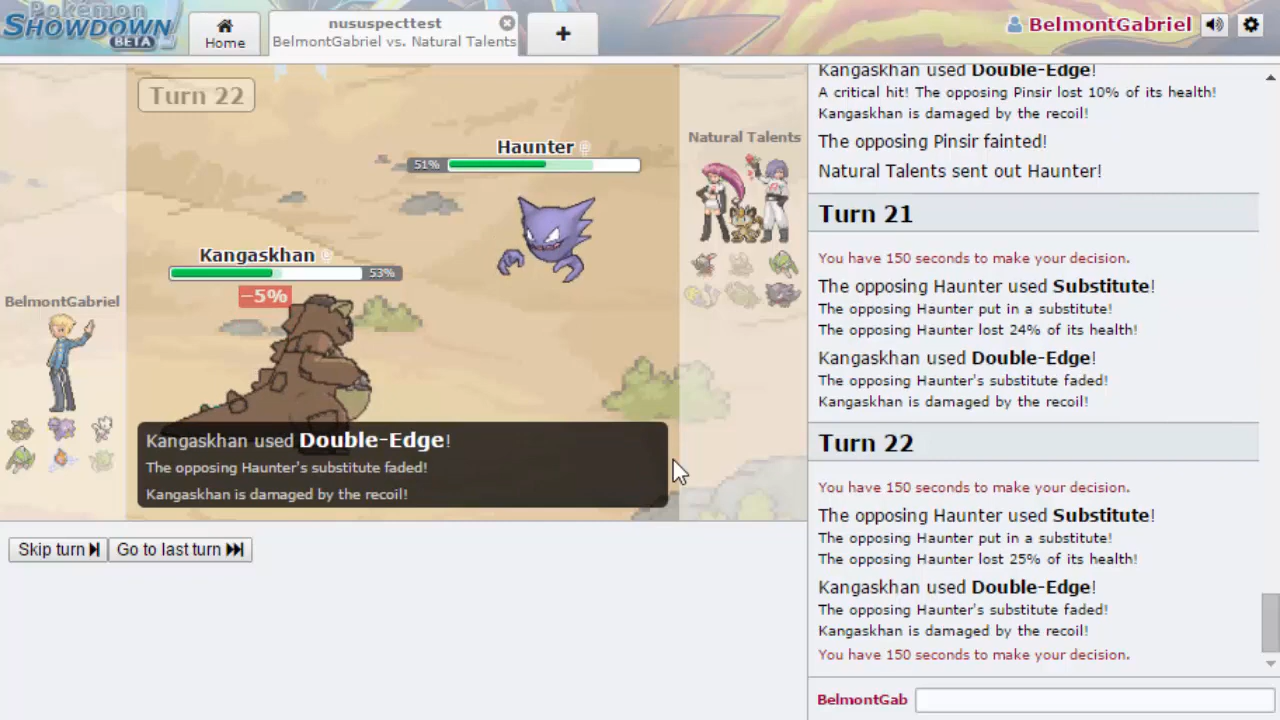 Pokémon
SHOWDOWN
BETA
Home
nususpecttest
BelmontGabriel vs. Natural Talents
+
BelmontGabriel
Turn 22
Haunter
51%
Kangaskhan
53%
−5%
BelmontGabriel
Natural Talents
Kangaskhan used Double-Edge!
The opposing Haunter's substitute faded!
Kangaskhan is damaged by the recoil!
Skip turn
Go to last turn
Kangaskhan used Double-Edge!
A critical hit! The opposing Pinsir lost 10% of its health!
Kangaskhan is damaged by the recoil!
The opposing Pinsir fainted!
Natural Talents sent out Haunter!
Turn 21
You have 150 seconds to make your decision.
The opposing Haunter used Substitute!
The opposing Haunter put in a substitute!
The opposing Haunter lost 24% of its health!
Kangaskhan used Double-Edge!
The opposing Haunter's substitute faded!
Kangaskhan is damaged by the recoil!
Turn 22
You have 150 seconds to make your decision.
The opposing Haunter used Substitute!
The opposing Haunter put in a substitute!
The opposing Haunter lost 25% of its health!
Kangaskhan used Double-Edge!
The opposing Haunter's substitute faded!
Kangaskhan is damaged by the recoil!
You have 150 seconds to make your decision.
BelmontGab